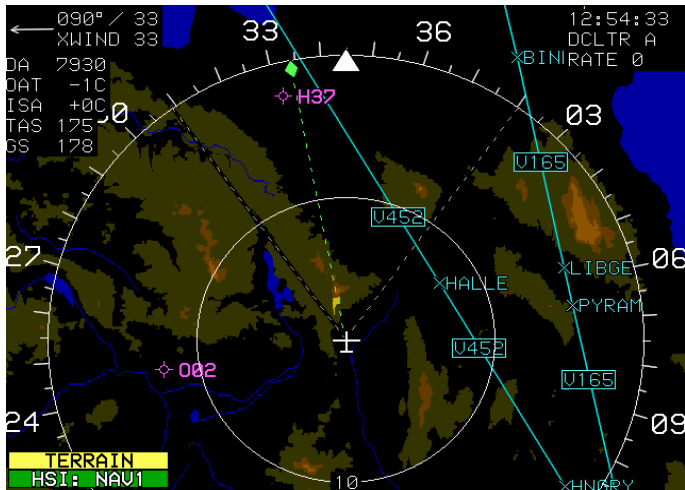 090° / 33
XWIND 33
DA 7930
OAT -1C
ISA +0C
TAS 175
GS 178
33
36
12:54:33
DCLTR A
RATE 0
BINI
H37
30
03
V165
V452
27
LIBGE
06
HALLE
PYRAM
V452
O02
V165
24
09
TERRAIN
HSI: NAV1
10
HNGRY